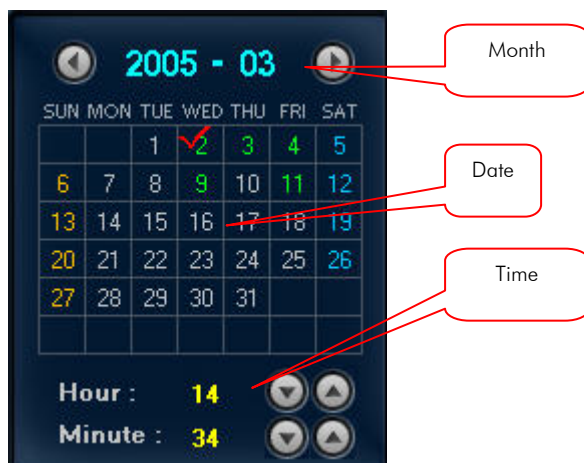 2005 - 03
Month
SUN MON TUE WED THU FRI SAT
1 2 3 4 5
Date
6 7 8 9 10 11 12
13 14 15 16 17 18 19
20 21 22 23 24 25 26
Time
27 28 29 30 31
Hour : 14
Minute : 34